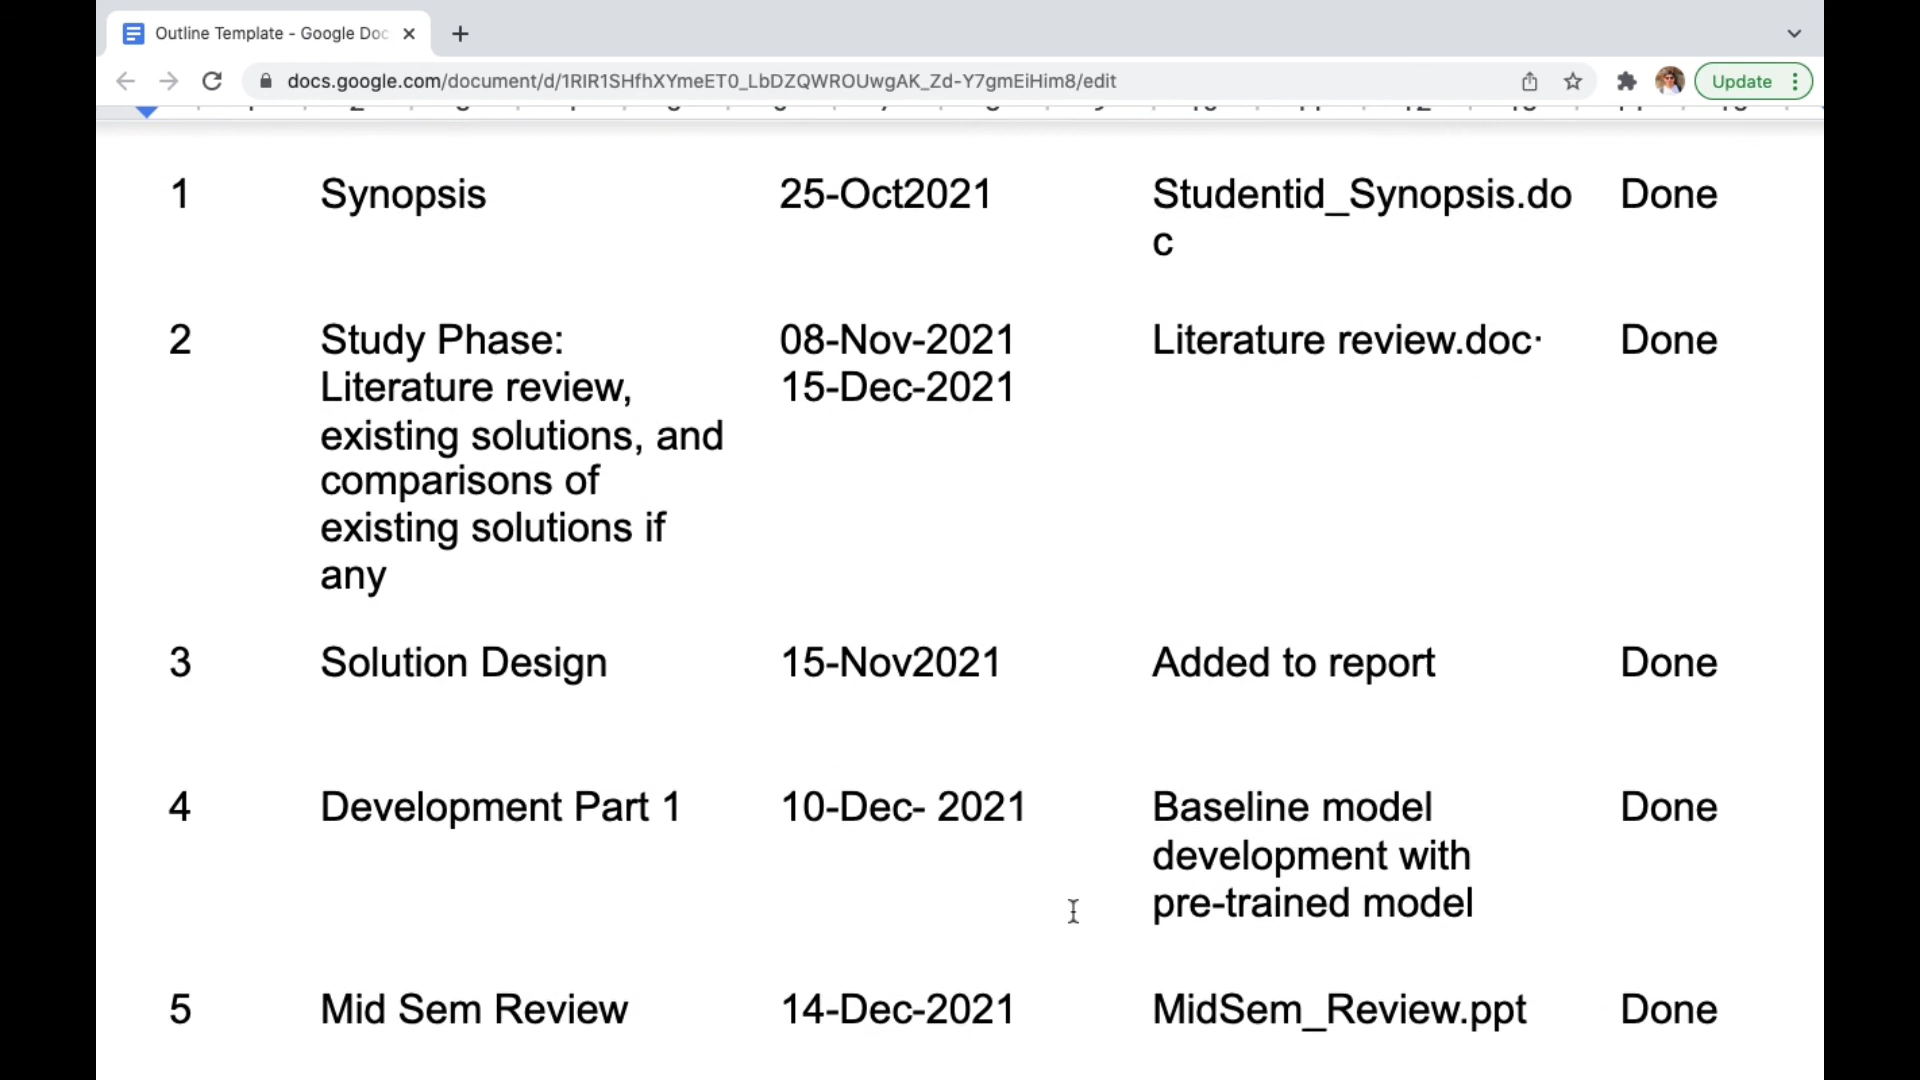 Outline Template - Google Doc
docs.google.com/document/d/1RIR1SHfhXYmeET0_LbDZQWROUwgAK_Zd-Y7gmEiHim8/edit
Update
1 Synopsis 25-Oct2021 Studentid_Synopsis.do Done
c
2 Study Phase: 08-Nov-2021 Literature review.doc· Done
Literature review, 15-Dec-2021
existing solutions, and
comparisons of
existing solutions if
any
3 Solution Design 15-Nov2021 Added to report Done
4 Development Part 1 10-Dec- 2021 Baseline model Done
development with
pre-trained model
5 Mid Sem Review 14-Dec-2021 MidSem_Review.ppt Done